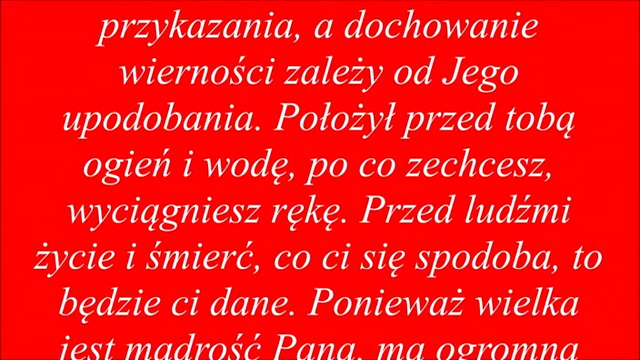 przykazania, a dochowanie
wierności zależy od Jego
upodobania. Położył przed tobą
ogień i wodę, po co zechcesz,
wyciągniesz rękę. Przed ludźmi
życie i śmierć, co ci się spodoba, to
będzie ci dane. Ponieważ wielka
jest mądrość Pana, ma ogromną